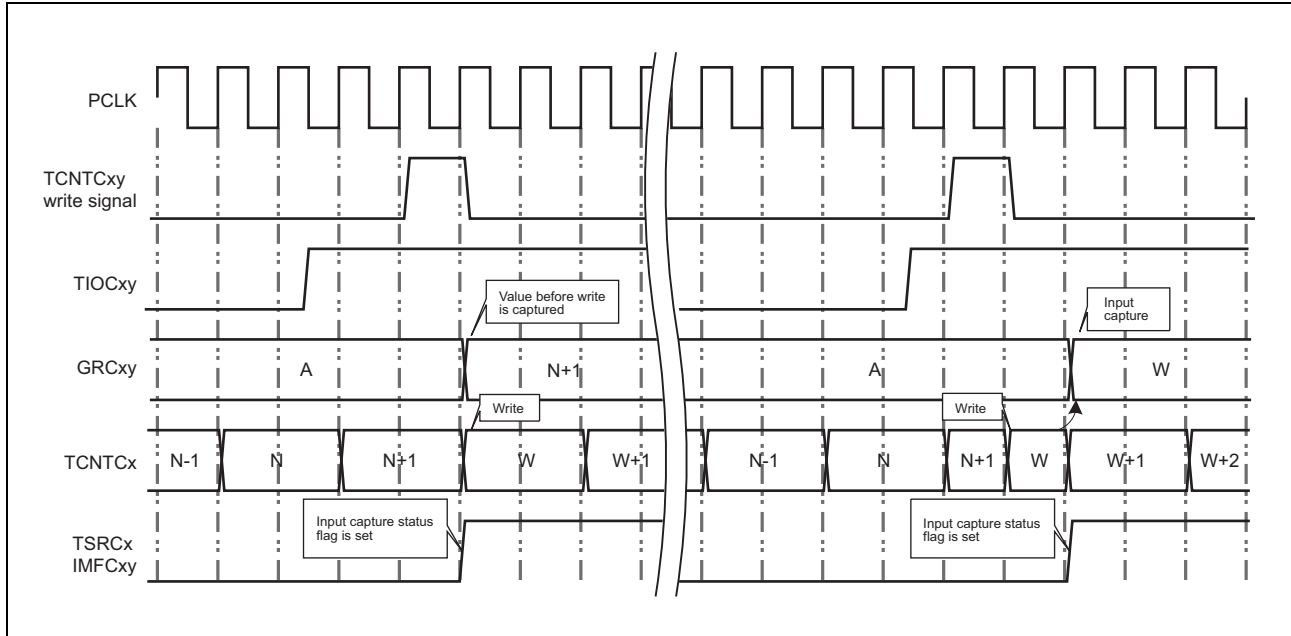 PCLK
TCNTCxy
write signal
TIOCxy
Value before write
is captured
Input
capture
GRCxy
A
N+1
A
W
Write
Write
TCNTCx
N-1
N
N+1
W
W+1
N-1
N
N+1
W
W+1
W+2
Input capture status
flag is set
Input capture status
flag is set
TSRCx
IMFCxy